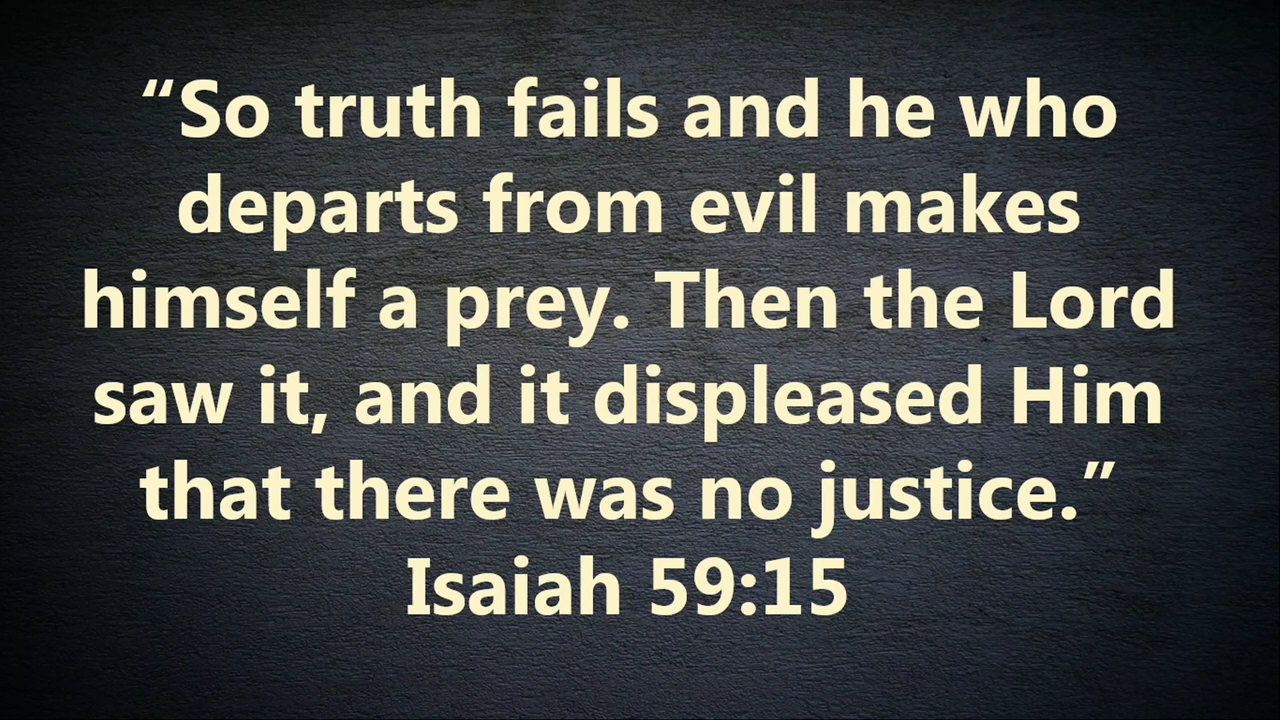 “So truth fails and he who
departs from evil makes
himself a prey. Then the Lord
saw it, and it displeased Him
that there was no justice.”
Isaiah 59:15